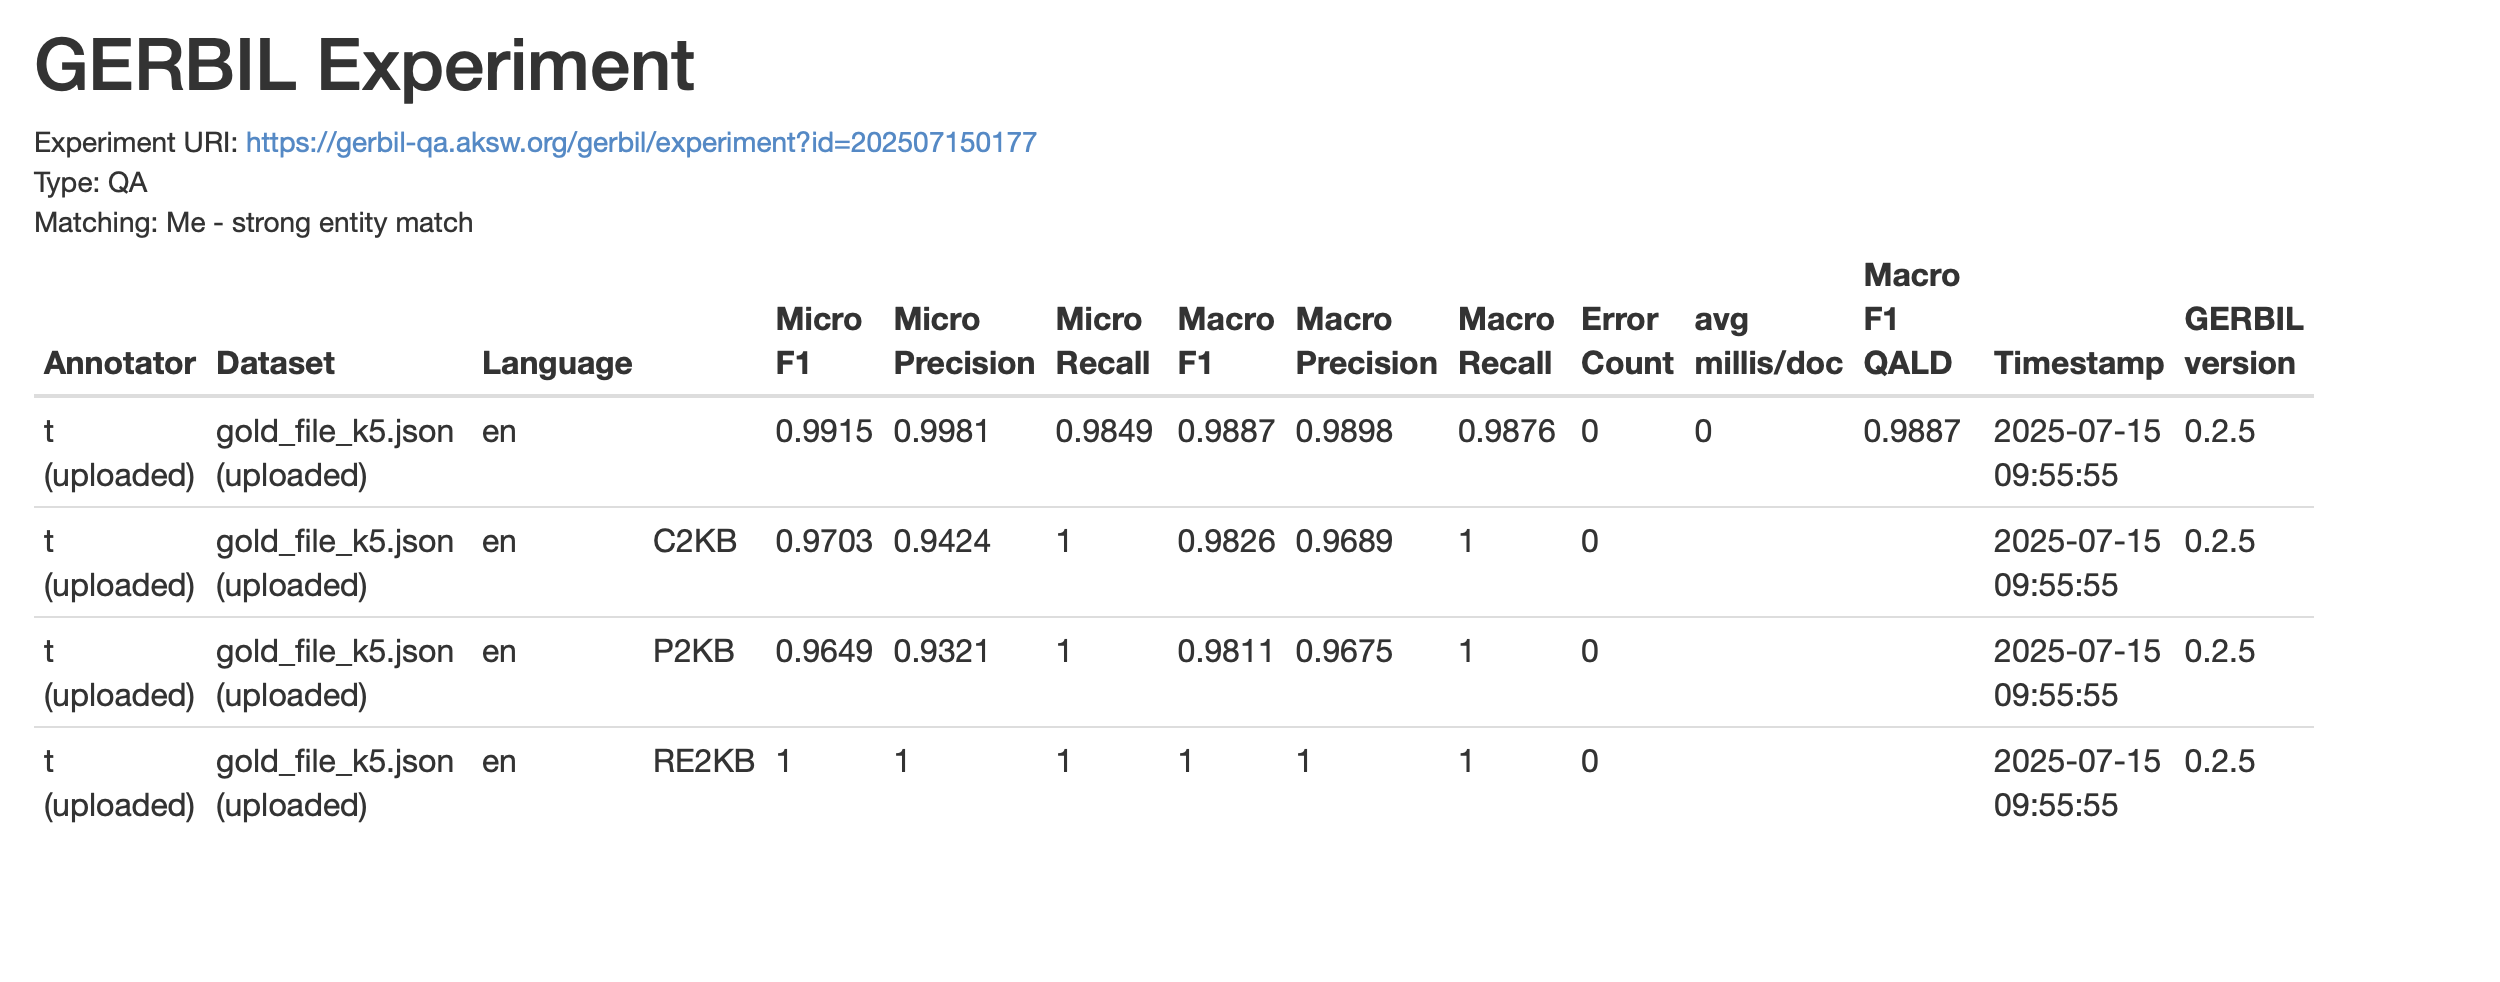 GERBIL Experiment
Experiment URI: https://gerbil-qa.aksw.org/gerbil/experiment?id=202507150177
Type: QA
Matching: Me - strong entity match
Annotator Dataset Language Micro F1 Micro Precision Micro Recall Macro F1 Macro Precision Macro Recall Error Count avg millis/doc Macro F1 QALD Timestamp GERBIL version
t (uploaded) gold_file_k5.json (uploaded) en 0.9915 0.9981 0.9849 0.9887 0.9898 0.9876 0 0 0.9887 2025-07-15 09:55:55 0.2.5
t (uploaded) gold_file_k5.json (uploaded) en C2KB 0.9703 0.9424 1 0.9826 0.9689 1 0 2025-07-15 09:55:55 0.2.5
t (uploaded) gold_file_k5.json (uploaded) en P2KB 0.9649 0.9321 1 0.9811 0.9675 1 0 2025-07-15 09:55:55 0.2.5
t (uploaded) gold_file_k5.json (uploaded) en RE2KB 1 1 1 1 1 1 0 2025-07-15 09:55:55 0.2.5